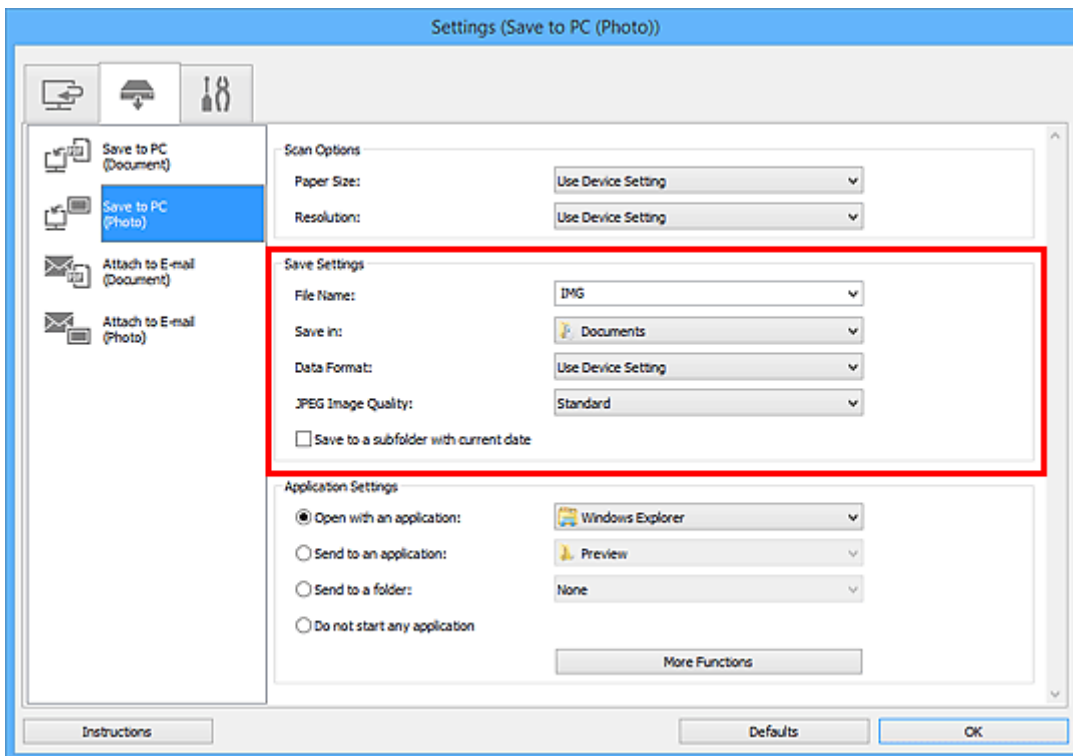 Settings (Save to PC (Photo))
Save to PC
(Document)
Save to PC
(Photo)
Attach to E-mail
(Document)
Attach to E-mail
(Photo)
Scan Options
Paper Size: Use Device Setting
Resolution: Use Device Setting
Save Settings
File Name: IMG
Save in: Documents
Data Format: Use Device Setting
JPEG Image Quality: Standard
Save to a subfolder with current date
Application Settings
Open with an application: Windows Explorer
Send to an application: Preview
Send to a folder: None
Do not start any application
More Functions
Instructions Defaults OK